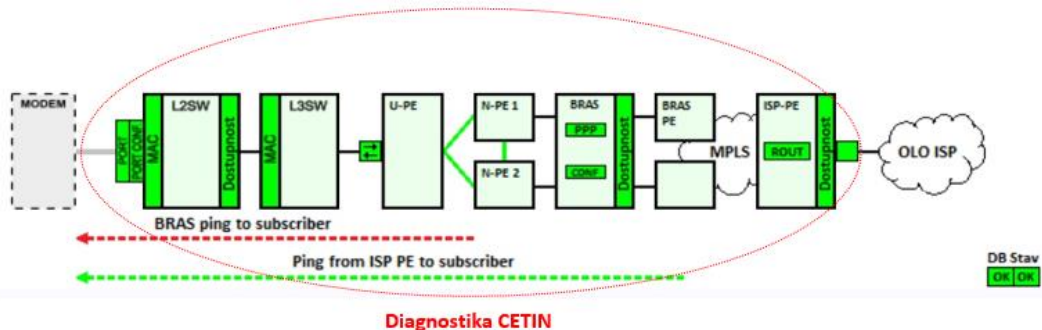 MODEM
PORT
PORT CONF
MAC
L2SW
Dostupnost
MAC
L3SW
U-PE
N-PE 1
N-PE 2
BRAS
PPP
CONF
Dostupnost
BRAS
PE
MPLS
ISP-PE
ROUT
Dostupnost
OLO ISP
BRAS ping to subscriber
Ping from ISP PE to subscriber
DB Stav
OK OK
Diagnostika CETIN